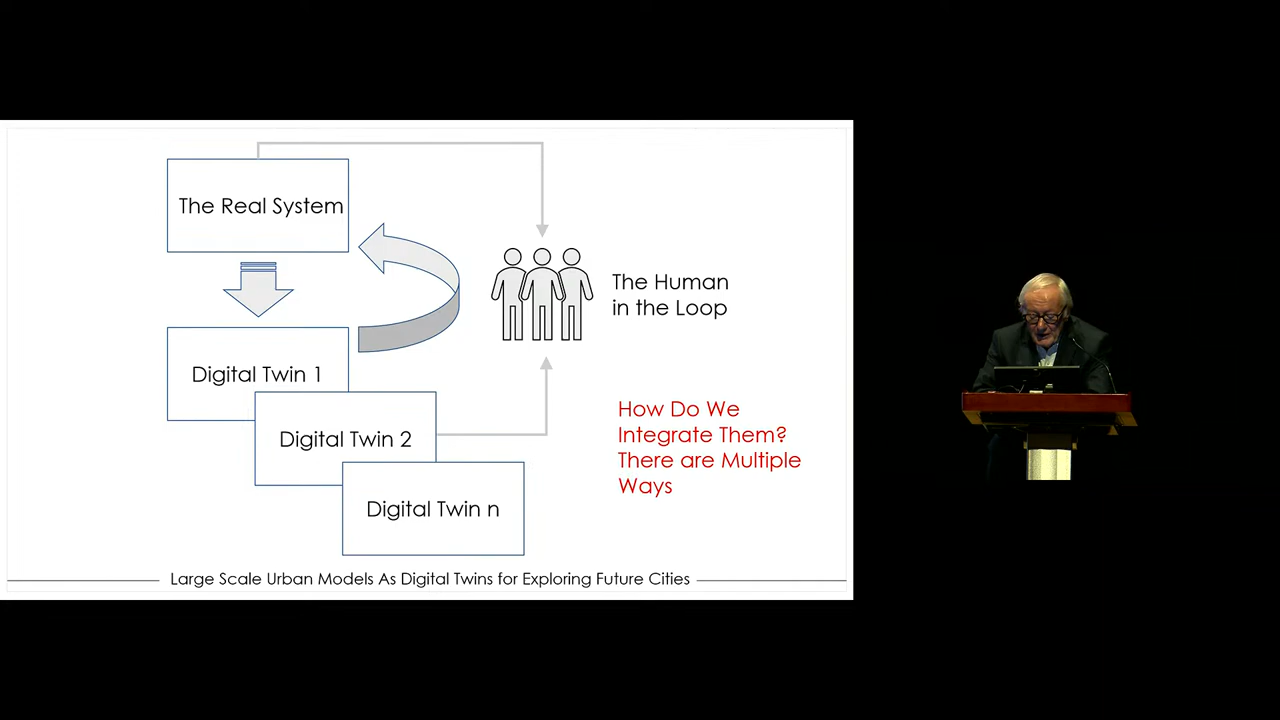 The Real System
The Human
in the Loop
Digital Twin 1
How Do We
Integrate Them?
There are Multiple
Ways
Digital Twin 2
Digital Twin n
Large Scale Urban Models As Digital Twins for Exploring Future Cities